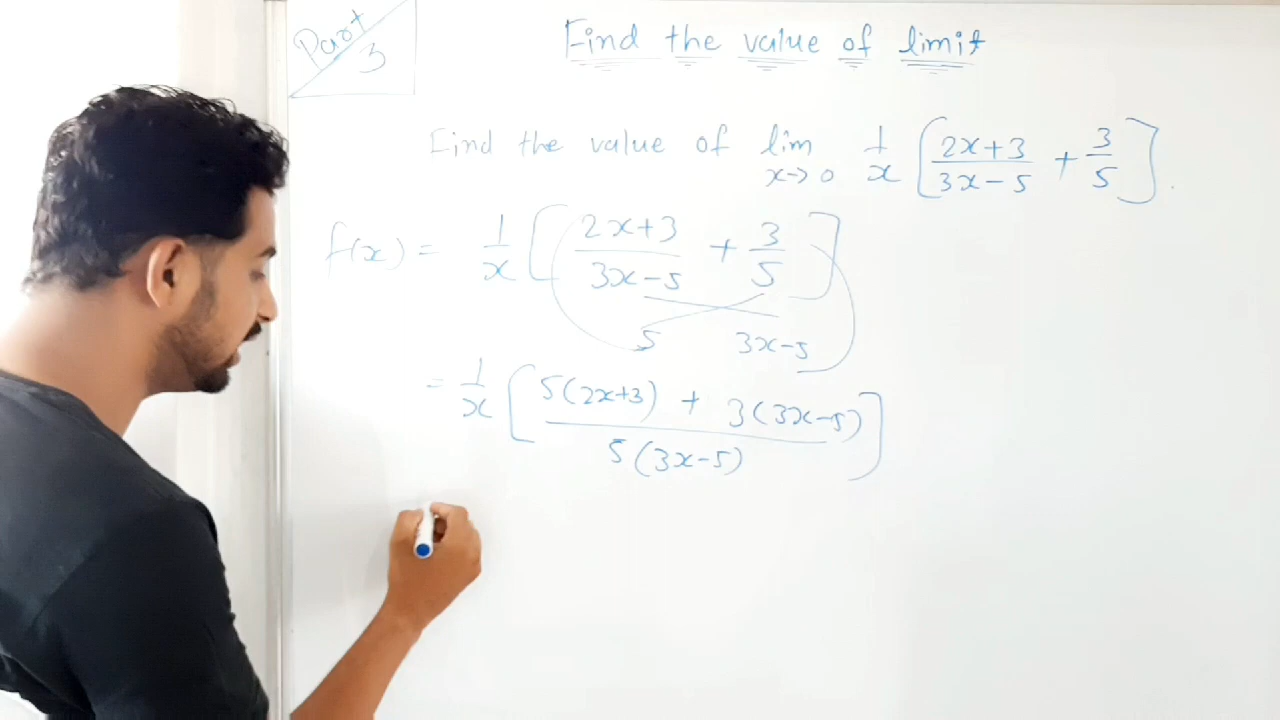 Part 3
Find the value of limit
Find the value of lim x→0 1/x [ (2x+3)/(3x-5) + 3/5 ].
f(x) = 1/x [ (2x+3)/(3x-5) + 3/5 ]
5 3x-5
= 1/x [ (5(2x+3) + 3(3x-5))/(5(3x-5)) ]